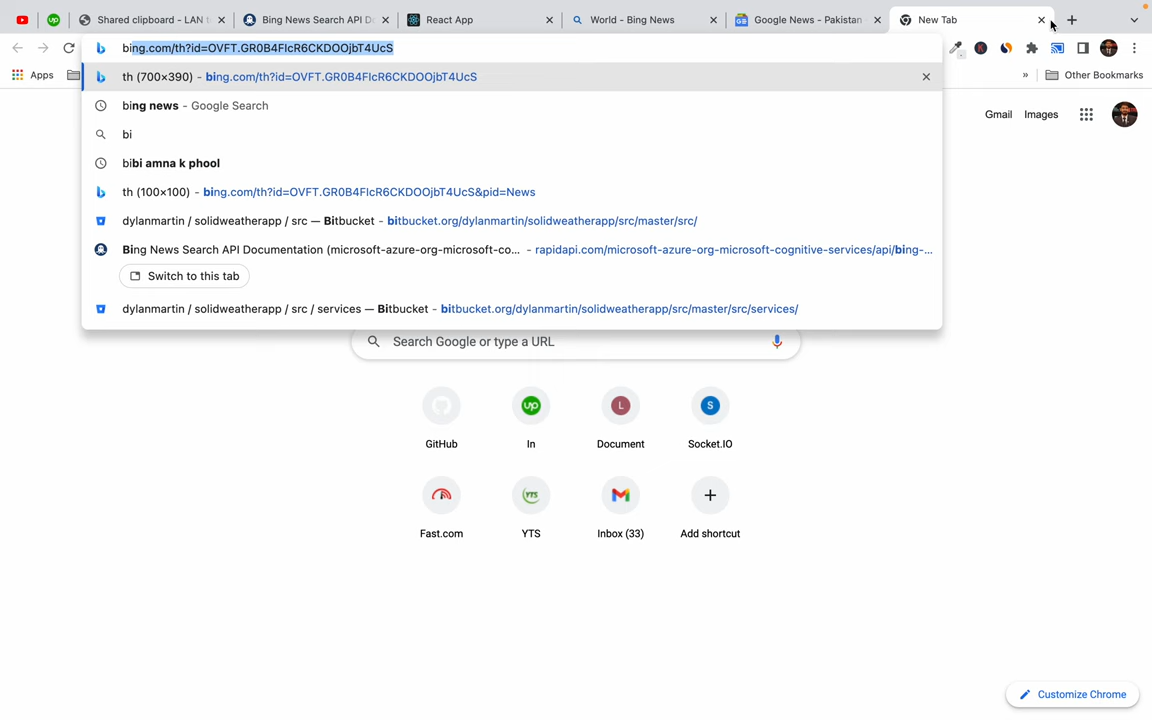 Shared clipboard - LAN t
Bing News Search API D
React App
World - Bing News
Google News - Pakistan
New Tab
bing.com/th?id=OVFT.GR0B4FIcR6CKDOOjbT4UcS
Apps
» Other Bookmarks
th (700×390) - bing.com/th?id=OVFT.GR0B4FIcR6CKDOOjbT4UcS
bing news - Google Search
bi
bibi amna k phool
th (100×100) - bing.com/th?id=OVFT.GR0B4FIcR6CKDOOjbT4UcS&pid=News
dylanmartin / solidweatherapp / src — Bitbucket - bitbucket.org/dylanmartin/solidweatherapp/src/master/src/
Bing News Search API Documentation (microsoft-azure-org-microsoft-co... - rapidapi.com/microsoft-azure-org-microsoft-cognitive-services/api/bing-...
Switch to this tab
dylanmartin / solidweatherapp / src / services — Bitbucket - bitbucket.org/dylanmartin/solidweatherapp/src/master/src/services/
Gmail Images
Search Google or type a URL
up
L
S
GitHub
In
Document
Socket.IO
YTS
Fast.com
YTS
Inbox (33)
Add shortcut
Customize Chrome